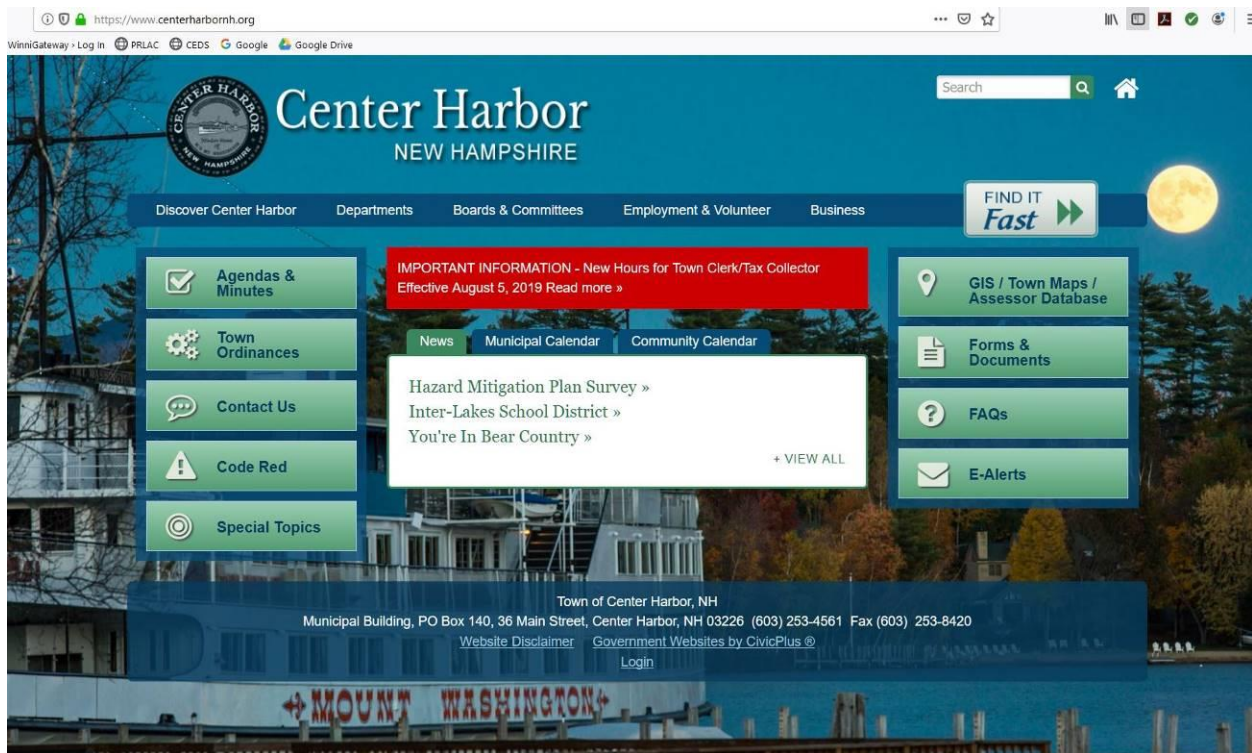 https://www.centerharbornh.org
WinniGateway > Log In PRLAC CEDS Google Google Drive
CENTER HARBOR
NEW HAMPSHIRE
Center Harbor
NEW HAMPSHIRE
Search
Discover Center Harbor Departments Boards & Committees Employment & Volunteer Business
FIND IT
Fast
Agendas &
Minutes
Town
Ordinances
Contact Us
Code Red
Special Topics
IMPORTANT INFORMATION - New Hours for Town Clerk/Tax Collector
Effective August 5, 2019 Read more »
News Municipal Calendar Community Calendar
Hazard Mitigation Plan Survey »
Inter-Lakes School District »
You're In Bear Country »
+ VIEW ALL
GIS / Town Maps /
Assessor Database
Forms &
Documents
FAQs
E-Alerts
Town of Center Harbor, NH
Municipal Building, PO Box 140, 36 Main Street, Center Harbor, NH 03226 (603) 253-4561 Fax (603) 253-8420
Website Disclaimer Government Websites by CivicPlus ®
Login
MOUNT WASHINGTON